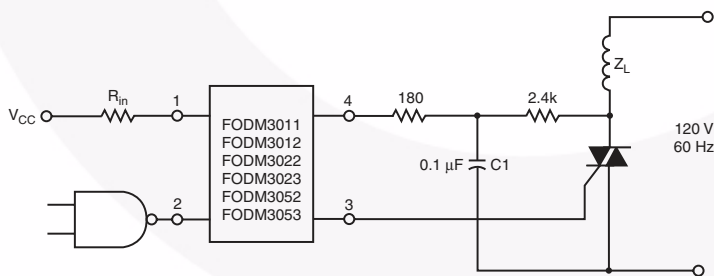 Z_L
R_in
1
4
180
2.4k
V_CC
FODM3011
FODM3012
FODM3022
FODM3023
FODM3052
FODM3053
120 V
60 Hz
0.1 µF
C1
2
3